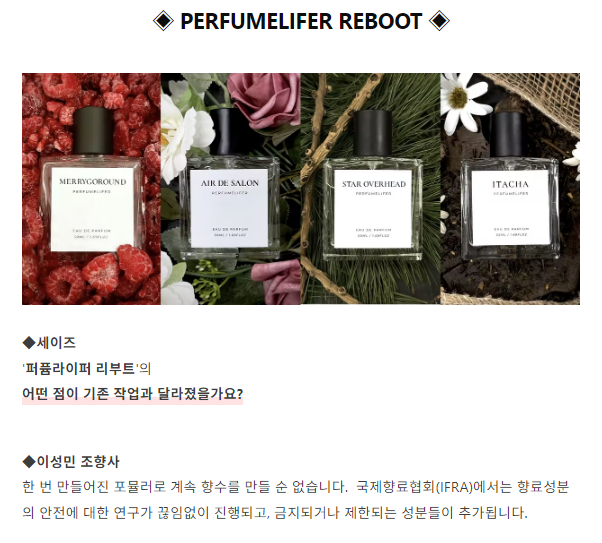 ◈ PERFUMELIFER REBOOT ◈
MERRYGOROUND
PERFUMELIFER
EAU DE PARFUM
AIR DE SALON
PERFUMELIFER
EAU DE PARFUM
STAR OVERHEAD
PERFUMELIFER
EAU DE PARFUM
ITACHA
PERFUMELIFER
EAU DE PARFUM
◆세이즈
'퍼퓸라이퍼 리부트'의
어떤 점이 기존 작업과 달라졌을가요?
◆이성민 조향사
한 번 만들어진 포뮬러로 계속 향수를 만들 순 없습니다. 국제향료협회(IFRA)에서는 향료성분
의 안전에 대한 연구가 끊임없이 진행되고, 금지되거나 제한되는 성분들이 추가됩니다.